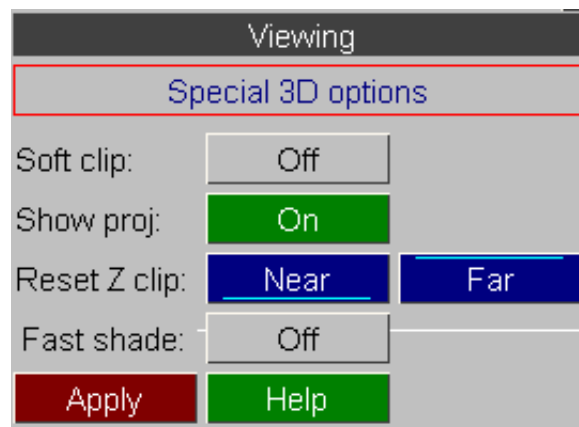 Viewing
Special 3D options
Soft clip: Off
Show proj: On
Reset Z clip: Near Far
Fast shade: Off
Apply Help